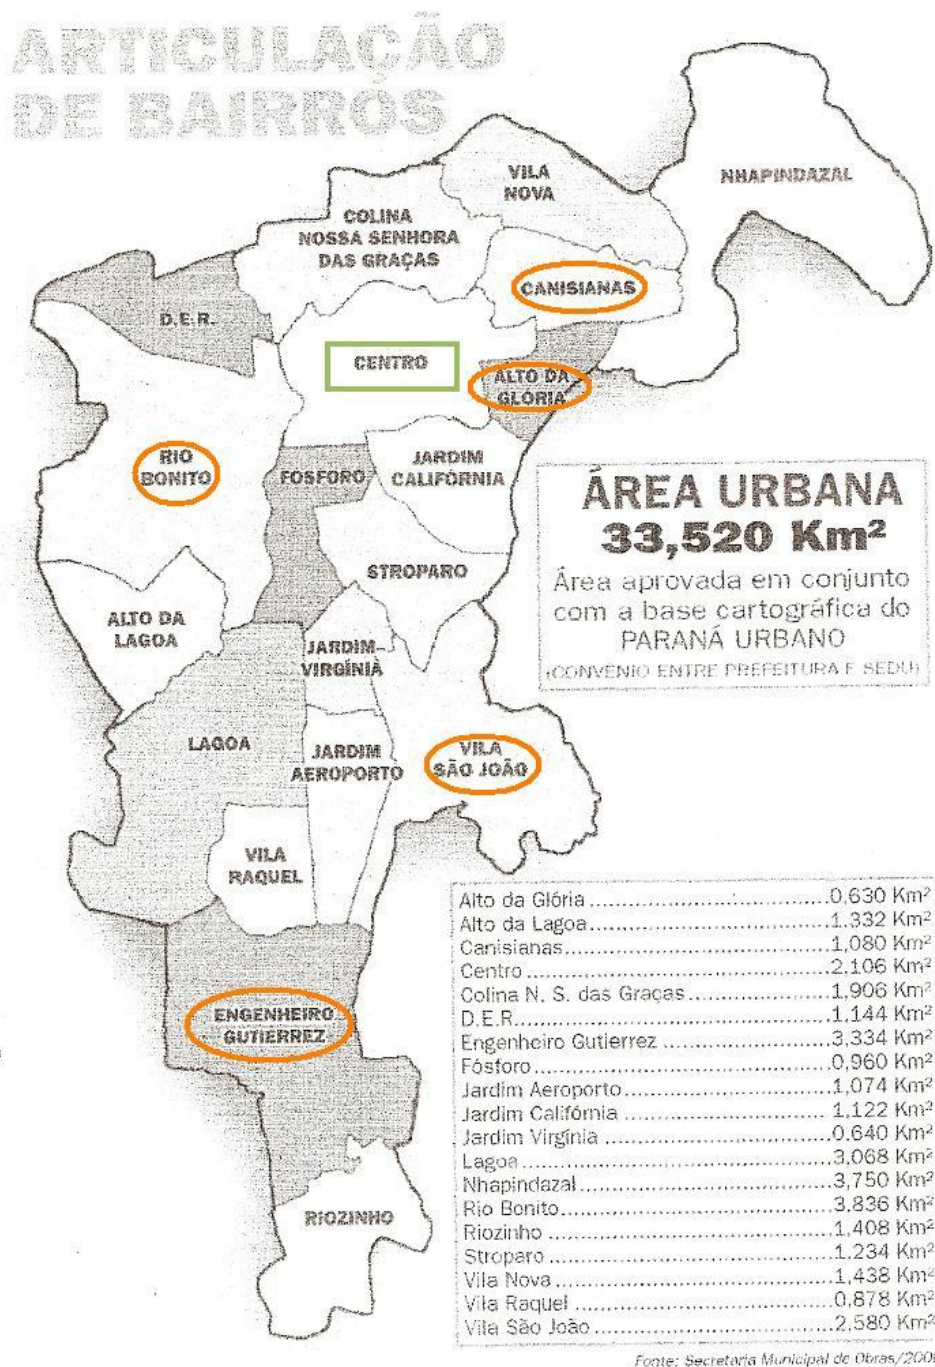 ARTICULAÇÃO
DE BAIRROS
NHAPINDAZAL
VILA
NOVA
COLINA
NOSSA SENHORA
DAS GRAÇAS
CANISIANAS
D.E.R.
CENTRO
ALTO DA
GLÓRIA
RIO
BONITO
FÓSFORO
JARDIM
CALIFÓRNIA
STROPARO
ALTO DA
LAGOA
JARDIM
VIRGÍNIA
LAGOA
JARDIM
AEROPORTO
VILA
SÃO JOÃO
VILA
RAQUEL
ENGENHEIRO
GUTIERREZ
RIOZINHO
ÁREA URBANA
33,520 Km²
Área aprovada em conjunto
com a base cartográfica do
PARANÁ URBANO
(CONVÊNIO ENTRE PREFEITURA E SEDU)
Alto da Glória..............................0,630 Km²
Alto da Lagoa..............................1.332 Km²
Canisianas..............................1,080 Km²
Centro..............................2,106 Km²
Colina N. S. das Graças..................1,906 Km²
D.E.R..............................1,144 Km²
Engenheiro Gutierrez.....................3,334 Km²
Fósforo..............................0,960 Km²
Jardim Aeroporto.........................1,074 Km²
Jardim Califórnia........................1,122 Km²
Jardim Virgínia..........................0.640 Km²
Lagoa..............................3,068 Km²
Nhapindazal..............................3,750 Km²
Rio Bonito..............................3,836 Km²
Riozinho..............................1,408 Km²
Stroparo..............................1.234 Km²
Vila Nova..............................1,438 Km²
Vila Raquel..............................0,878 Km²
Vila São João............................2,580 Km²
Fonte: Secretaria Municipal de Obras/200